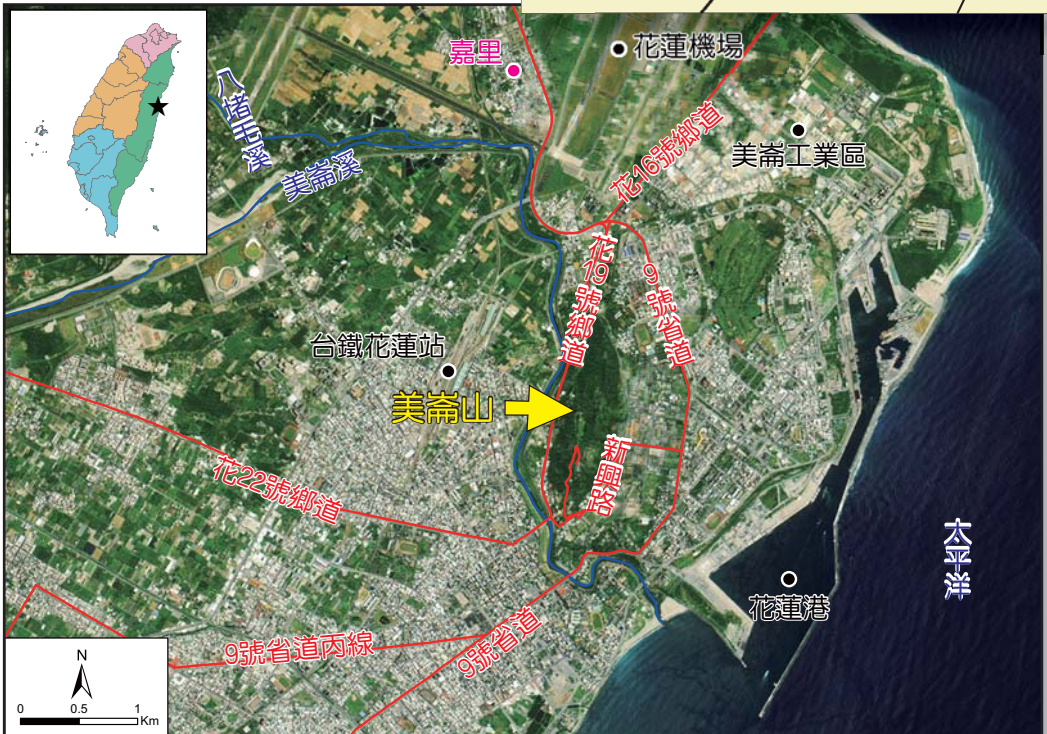 嘉里
花蓮機場
八堵毛溪
美崙溪
花16號鄉道
美崙工業區
花19號鄉道
9號省道
台鐵花蓮站
美崙山
新興路
花22號鄉道
太平洋
花蓮港
9號省道丙線
9號省道
N
0 0.5 1
Km